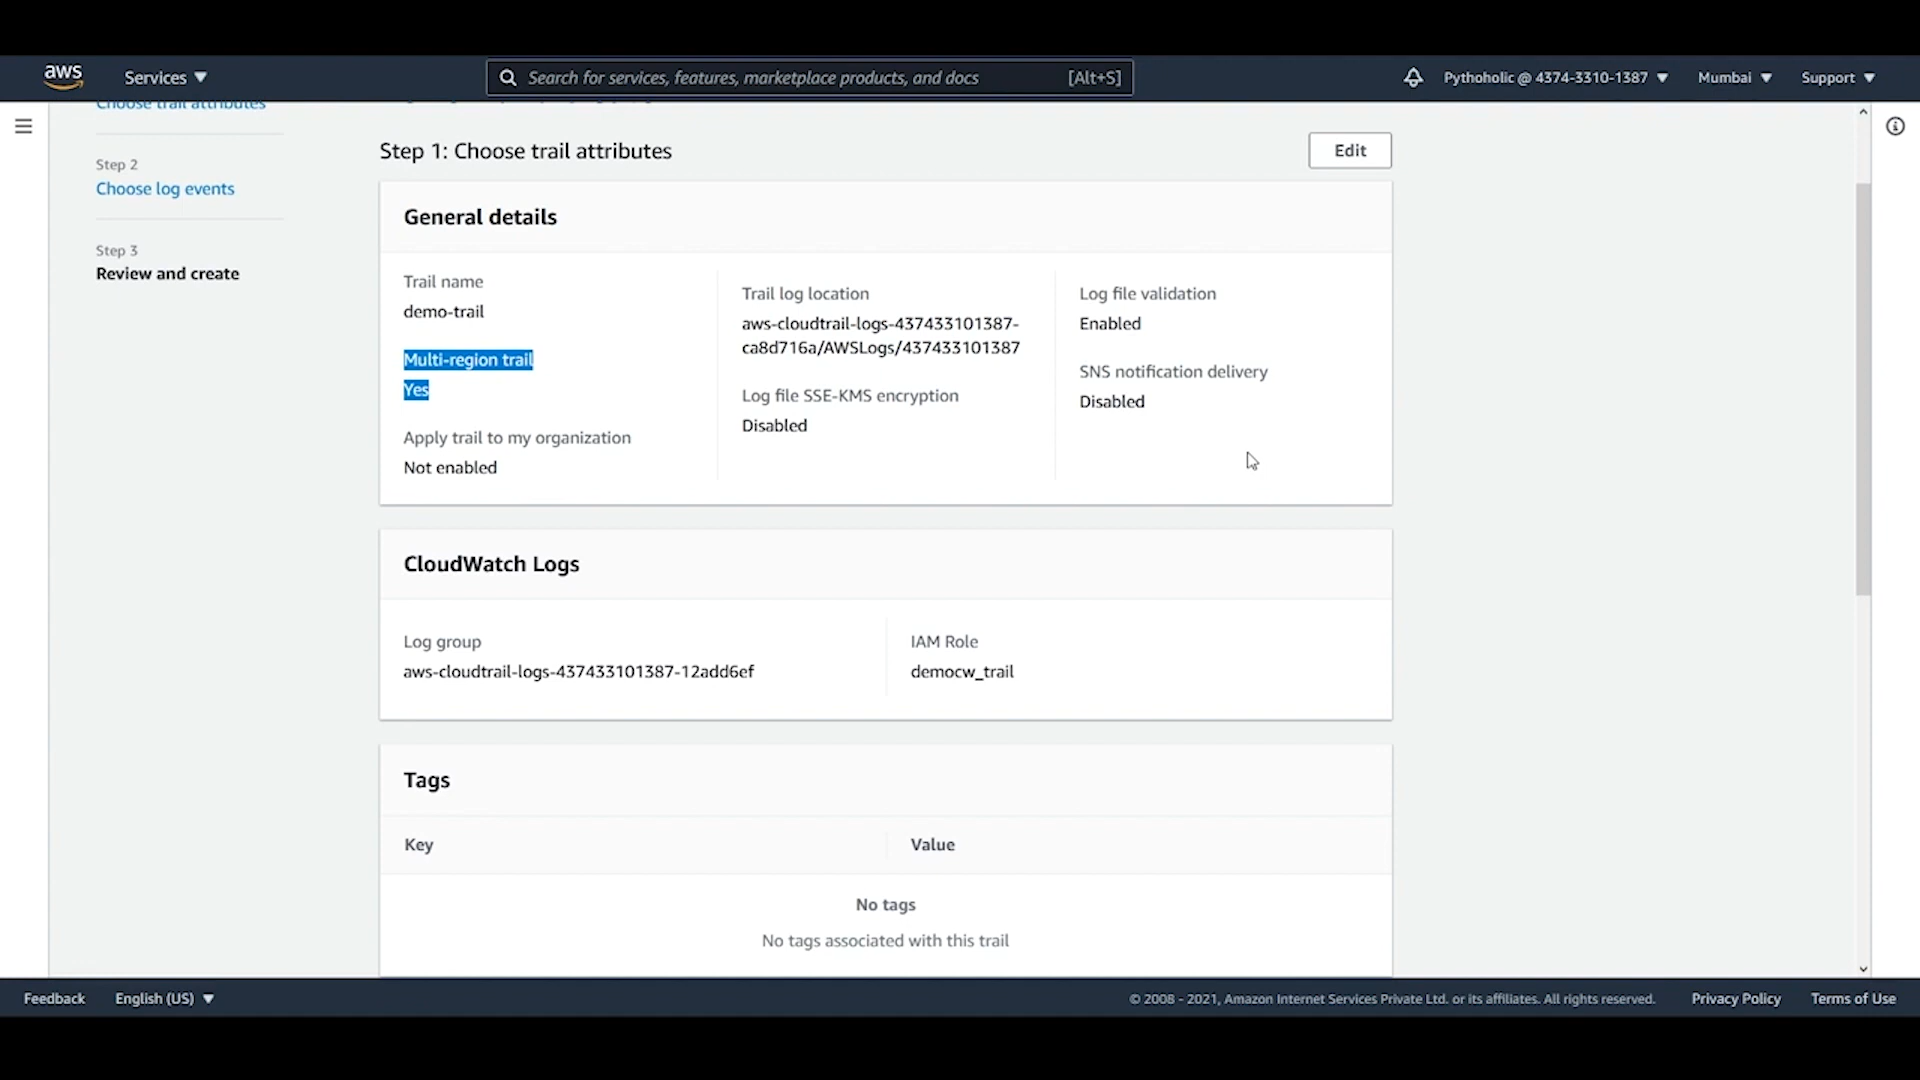 aws
Services
Search for services, features, marketplace products, and docs
[Alt+S]
Pythoholic @ 4374-3310-1387
Mumbai
Support
Choose trail attributes
Step 2
Choose log events
Step 3
Review and create
Step 1: Choose trail attributes
Edit
General details
Trail name
demo-trail
Multi-region trail
Yes
Apply trail to my organization
Not enabled
Trail log location
aws-cloudtrail-logs-437433101387-
ca8d716a/AWSLogs/437433101387
Log file SSE-KMS encryption
Disabled
Log file validation
Enabled
SNS notification delivery
Disabled
CloudWatch Logs
Log group
aws-cloudtrail-logs-437433101387-12add6ef
IAM Role
democw_trail
Tags
Key
Value
No tags
No tags associated with this trail
Feedback
English (US)
© 2008 - 2021, Amazon Internet Services Private Ltd. or its affiliates. All rights reserved.
Privacy Policy
Terms of Use